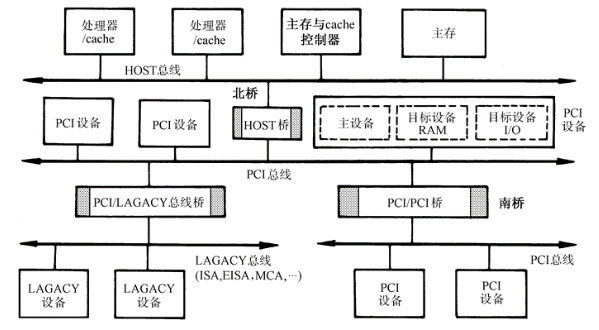 处理器
/cache
处理器
/cache
主存与cache
控制器
主存
HOST总线
北桥
PCI设备
PCI设备
HOST桥
主设备
目标设备
RAM
目标设备
I/O
PCI
设备
PCI总线
PCI/LAGACY总线桥
PCI/PCI桥
南桥
LAGACY总线
(ISA,EISA,MCA,…)
PCI总线
LAGACY
设备
LAGACY
设备
PCI
设备
PCI
设备